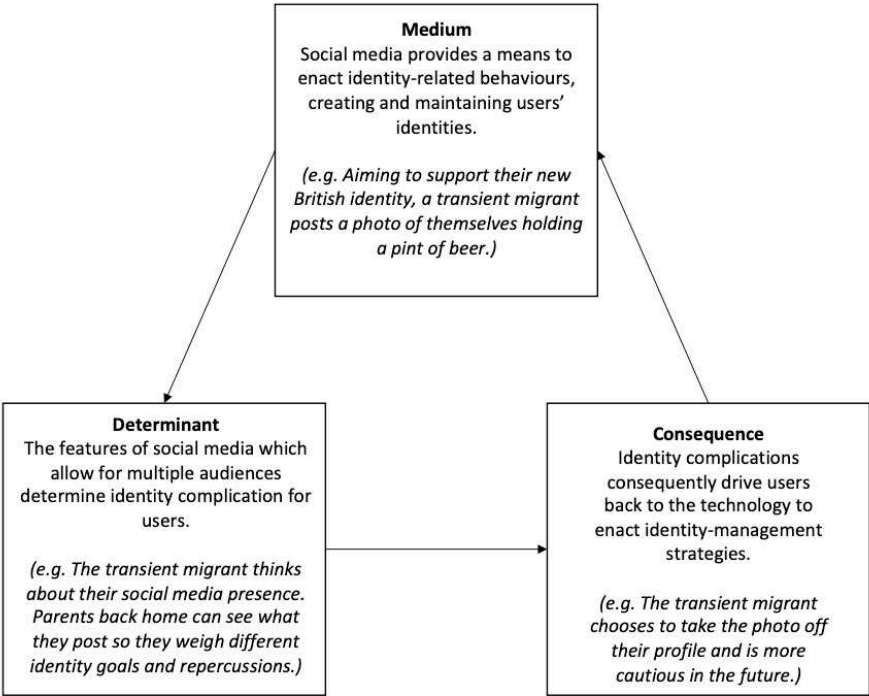 Medium
Social media provides a means to
enact identity-related behaviours,
creating and maintaining users’
identities.
(e.g. Aiming to support their new
British identity, a transient migrant
posts a photo of themselves holding
a pint of beer.)
Determinant
The features of social media which
allow for multiple audiences
determine identity complication for
users.
(e.g. The transient migrant thinks
about their social media presence.
Parents back home can see what
they post so they weigh different
identity goals and repercussions.)
Consequence
Identity complications
consequently drive users
back to the technology to
enact identity-management
strategies.
(e.g. The transient migrant
chooses to take the photo off
their profile and is more
cautious in the future.)